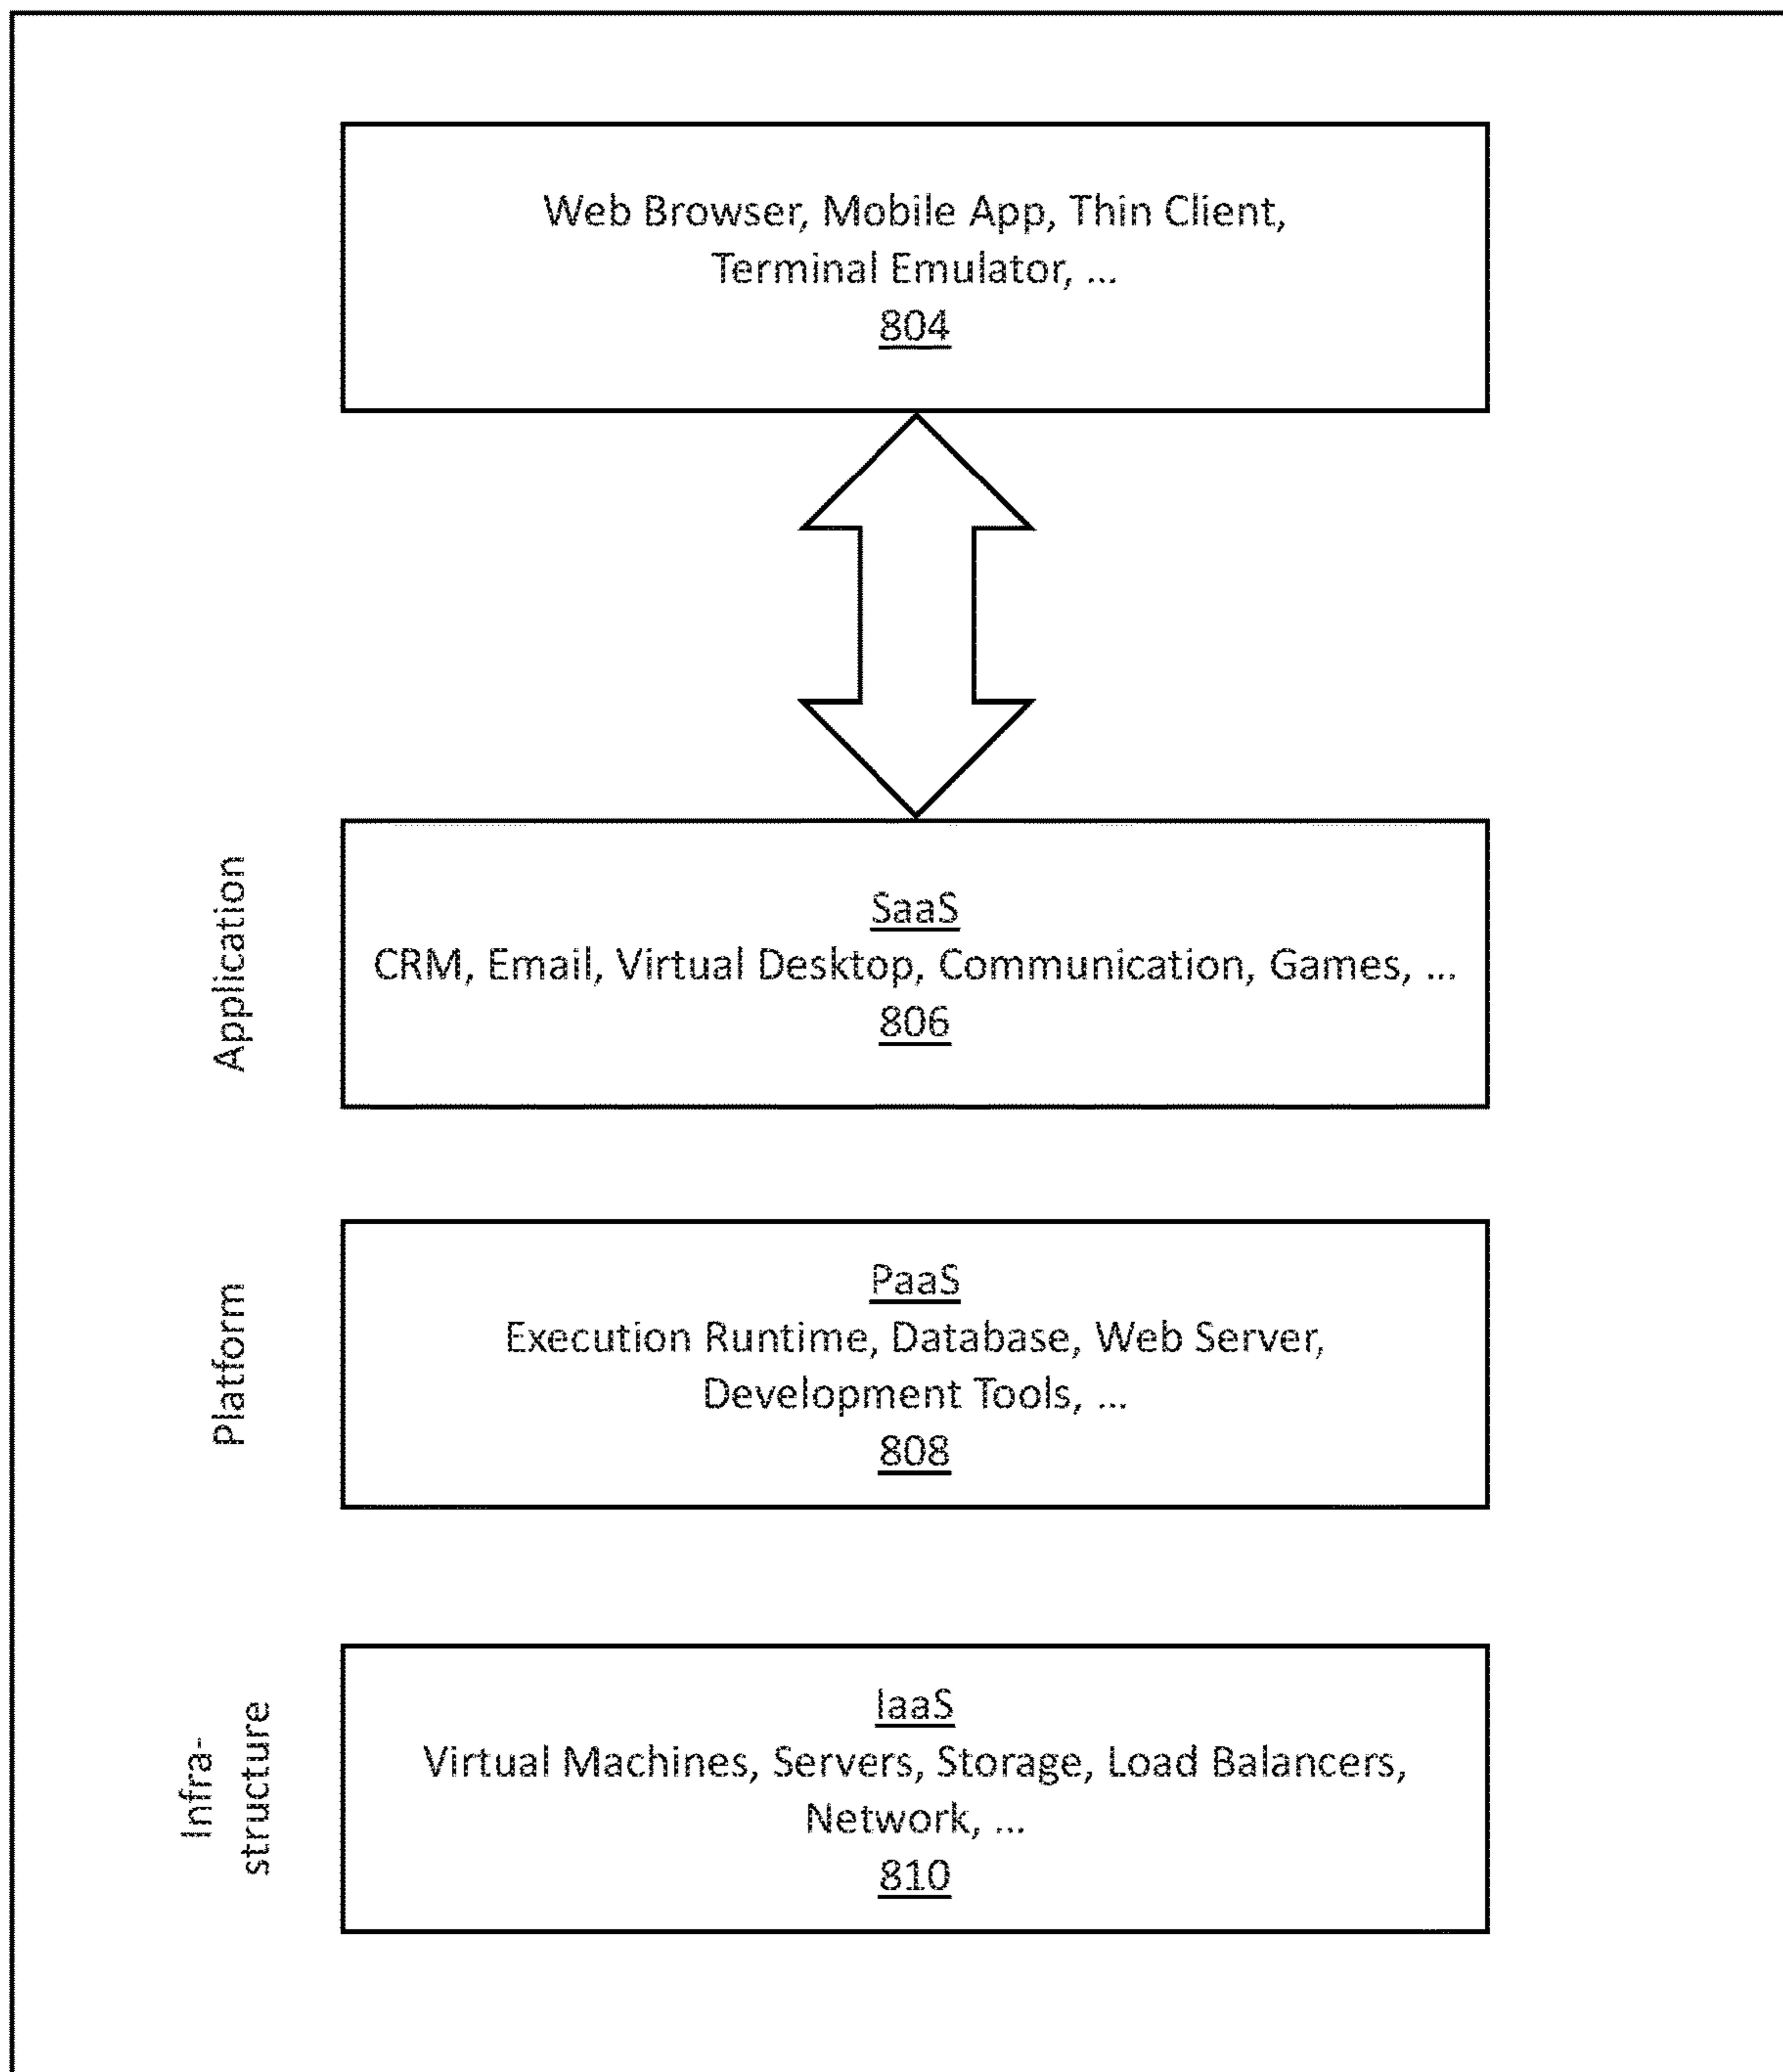 Web Browser, Mobile App, Thin Client,
Terminal Emulator, ...
804
Application
SaaS
CRM, Email, Virtual Desktop, Communication, Games, ...
806
Platform
PaaS
Execution Runtime, Database, Web Server,
Development Tools, ...
808
Infra-
structure
IaaS
Virtual Machines, Servers, Storage, Load Balancers,
Network, ...
810